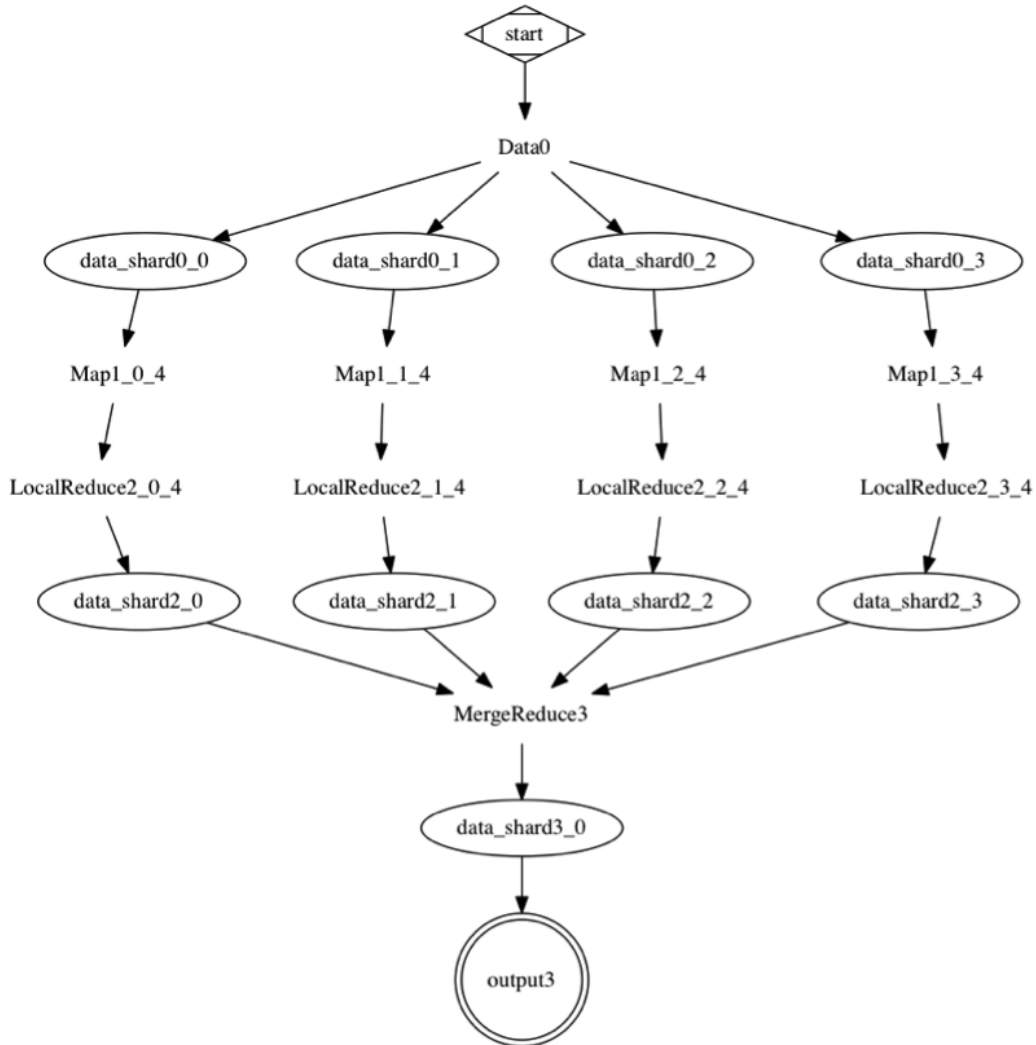 start
Data0
data_shard0_0
data_shard0_1
data_shard0_2
data_shard0_3
Map1_0_4
Map1_1_4
Map1_2_4
Map1_3_4
LocalReduce2_0_4
LocalReduce2_1_4
LocalReduce2_2_4
LocalReduce2_3_4
data_shard2_0
data_shard2_1
data_shard2_2
data_shard2_3
MergeReduce3
data_shard3_0
output3